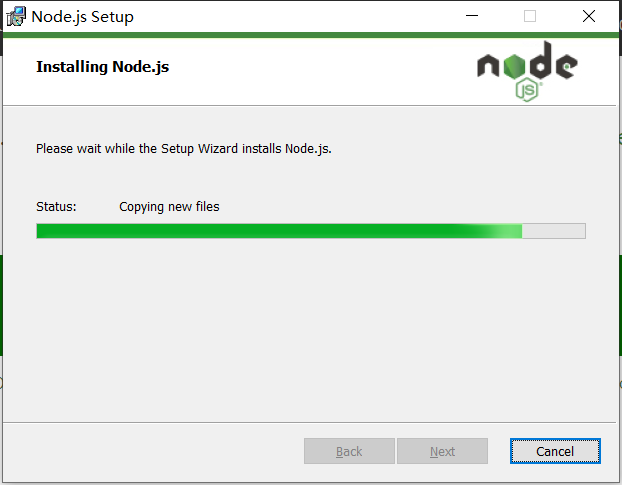 Node.js Setup
Installing Node.js
node
JS
Please wait while the Setup Wizard installs Node.js.
Status: Copying new files
Back Next Cancel